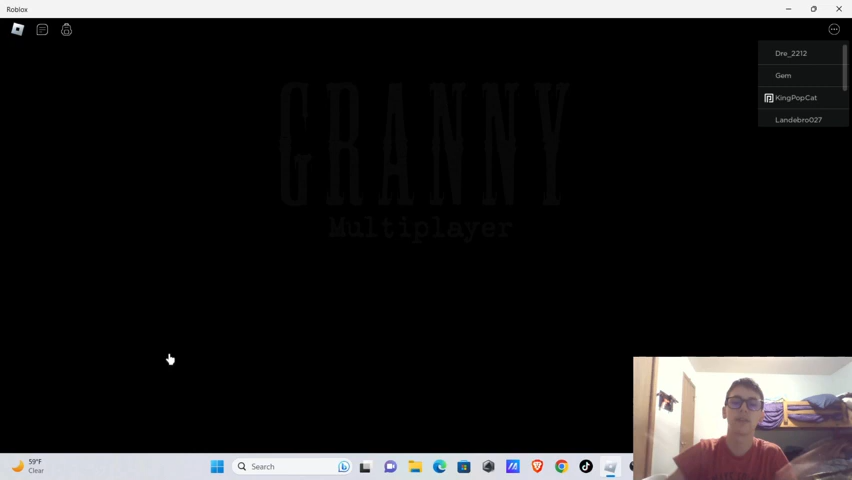 Roblox
Dre_2212
Gem
KingPopCat
Landebro027
GRANNY
Multiplayer
59°F
Clear
Search